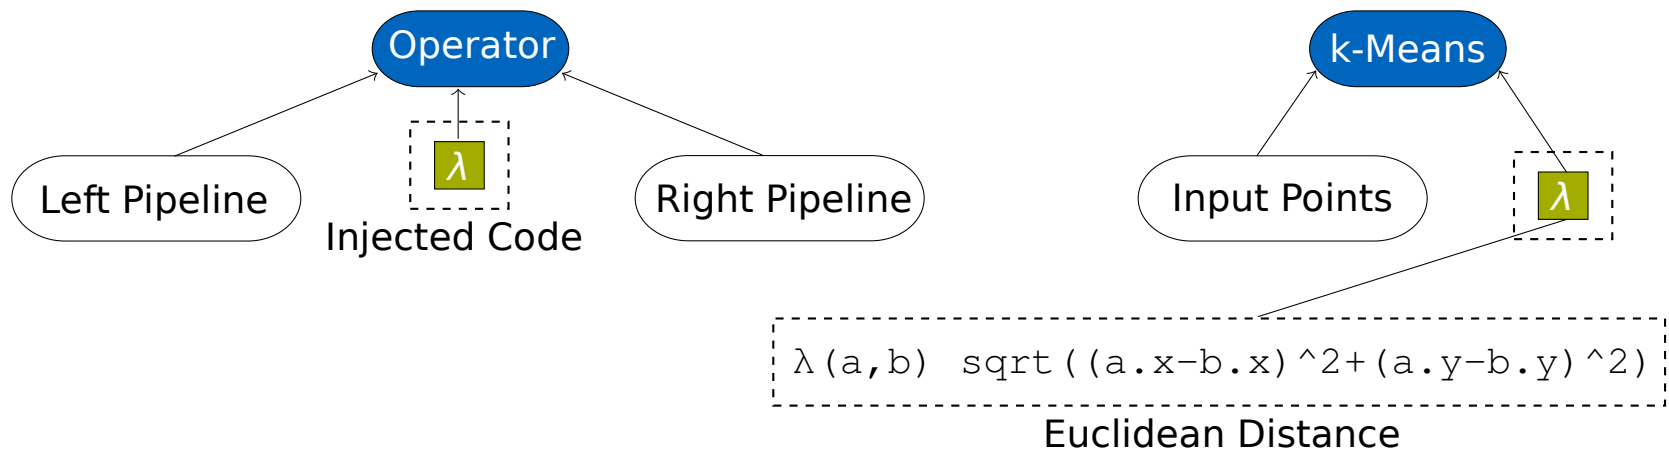 Operator
λ
Left Pipeline
Right Pipeline
Injected Code
k-Means
Input Points
λ
λ(a,b) sqrt((a.x-b.x)^2+(a.y-b.y)^2)
Euclidean Distance